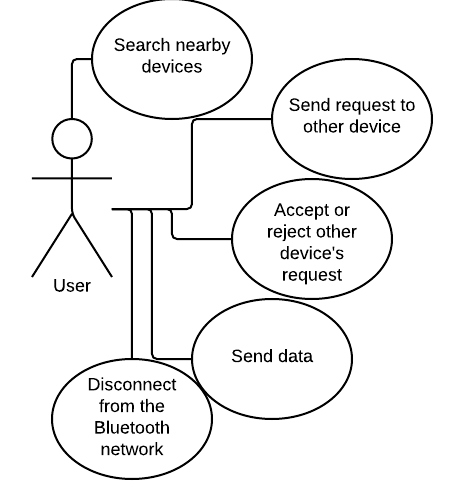 Search nearby
devices
Send request to
other device
Accept or
reject other
device's
request
User
Send data
Disconnect
from the
Bluetooth
network